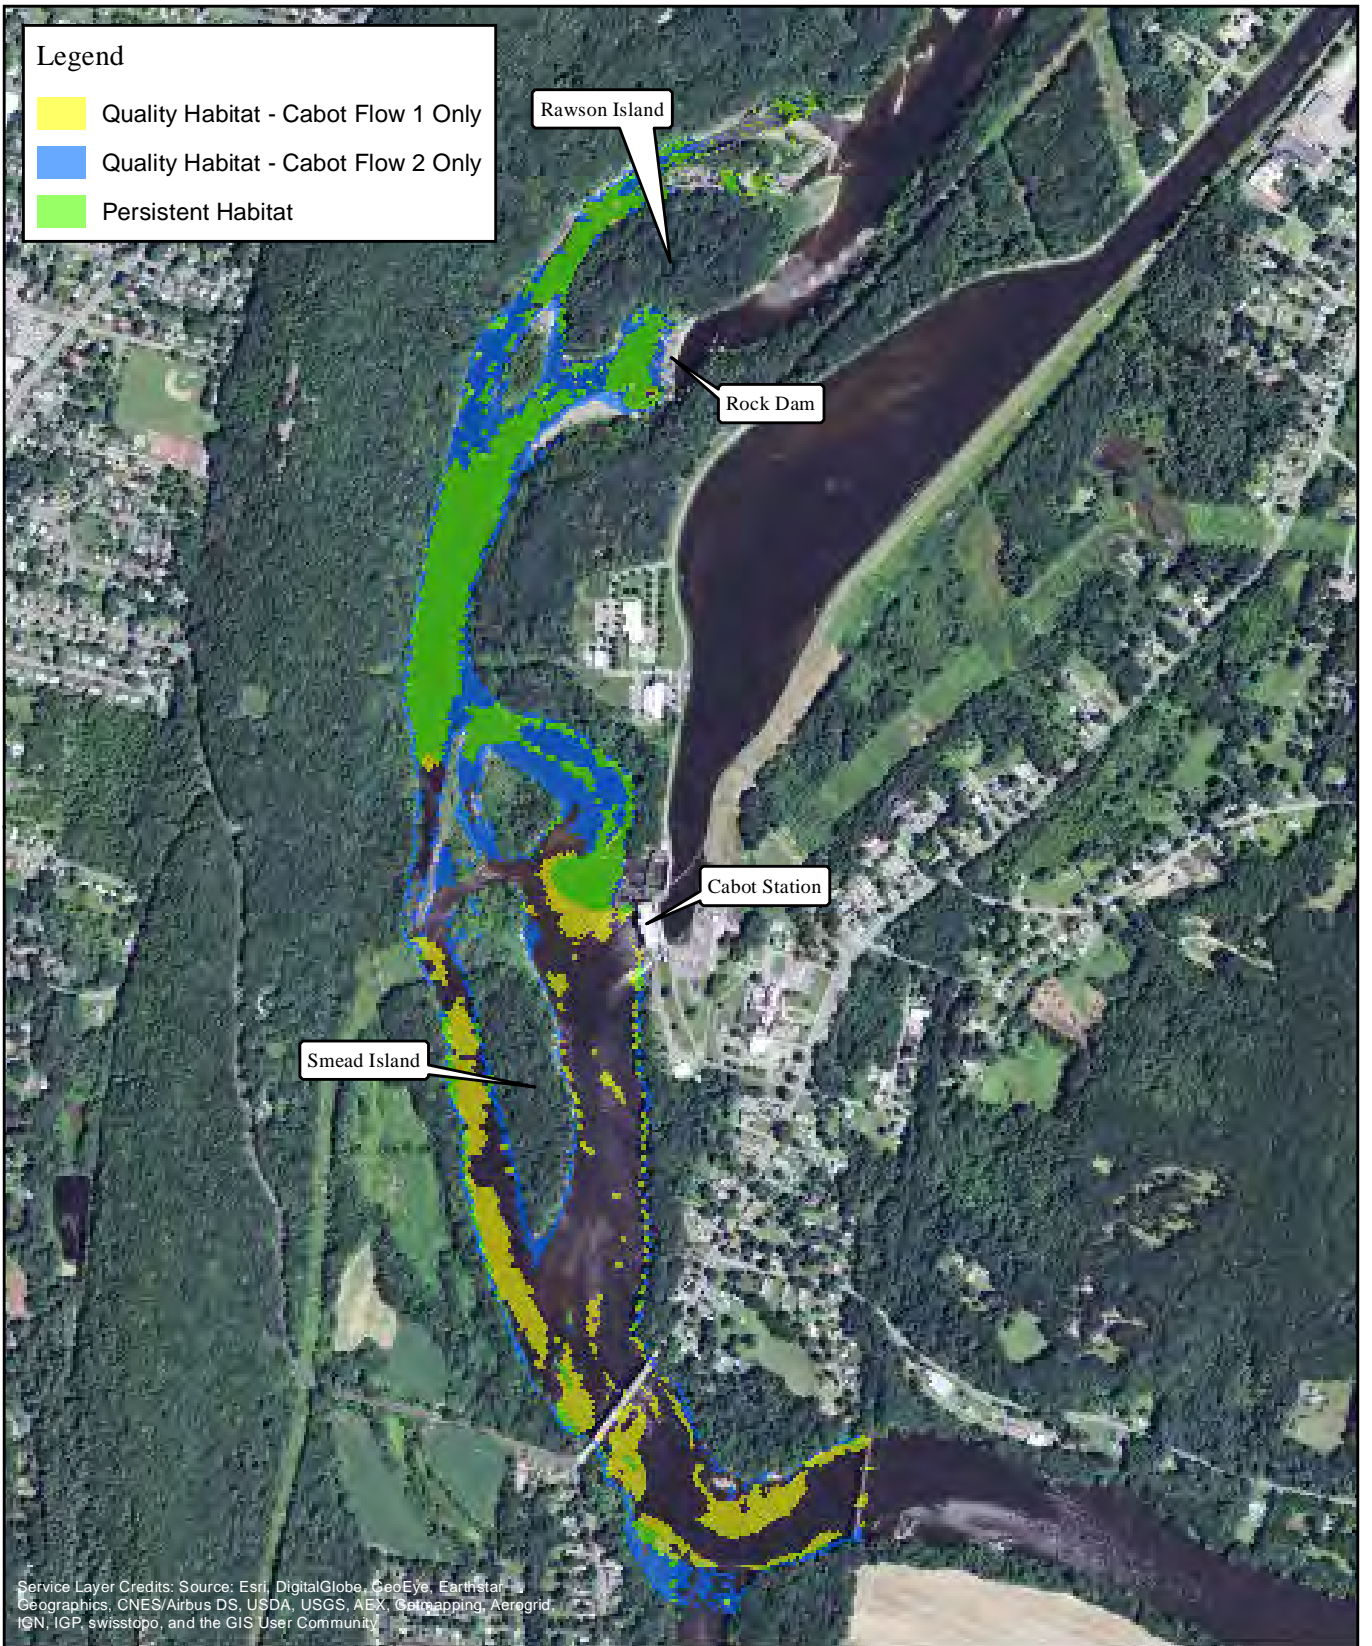 Legend
Quality Habitat - Cabot Flow 1 Only
Quality Habitat - Cabot Flow 2 Only
Persistent Habitat
Rawson Island
Rock Dam
Cabot Station
Smead Island
Service Layer Credits: Source: Esri, DigitalGlobe, GeoEye, Earthstar
Geographics, CNES/Airbus DS, USDA, USGS, AEX, Getmapping, Aerogrid,
IGN, IGP, swisstopo, and the GIS User Community